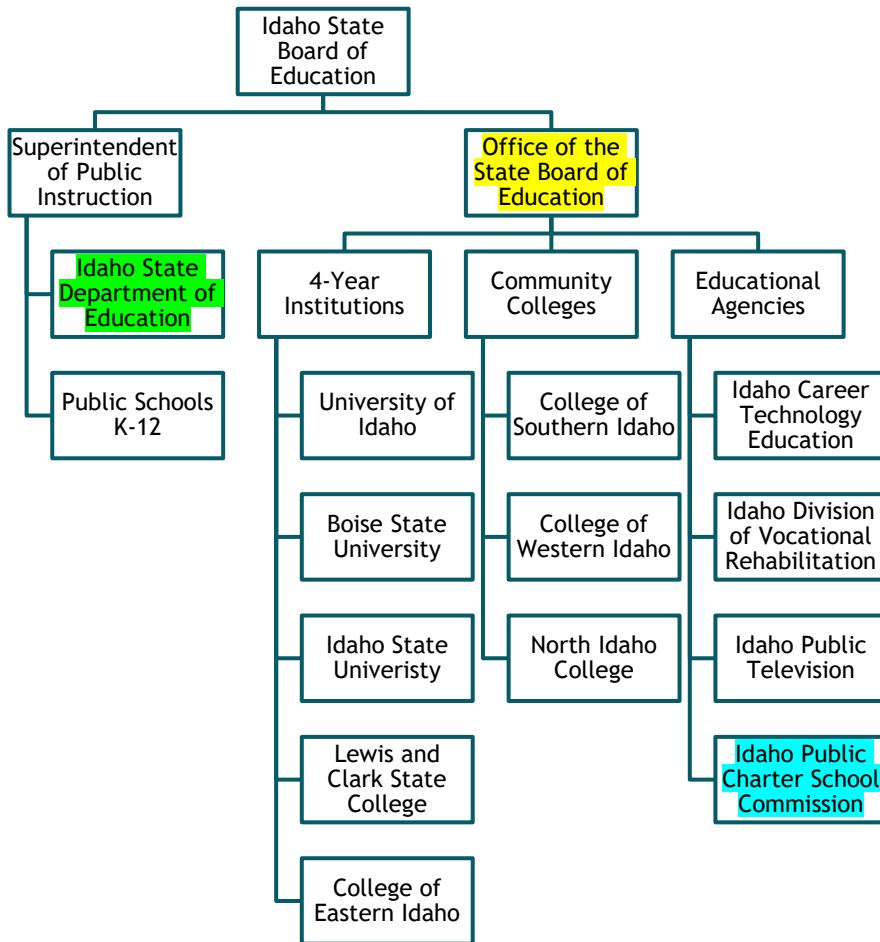 Idaho State
Board of
Education
Superintendent
of Public
Instruction
Office of the
State Board of
Education
Idaho State
Department of
Education
Public Schools
K-12
4-Year
Institutions
Community
Colleges
Educational
Agencies
University of
Idaho
College of
Southern Idaho
Idaho Career
Technology
Education
Boise State
University
College of
Western Idaho
Idaho Division
of Vocational
Rehabilitation
Idaho State
Univeristy
North Idaho
College
Idaho Public
Television
Lewis and
Clark State
College
Idaho Public
Charter School
Commission
College of
Eastern Idaho